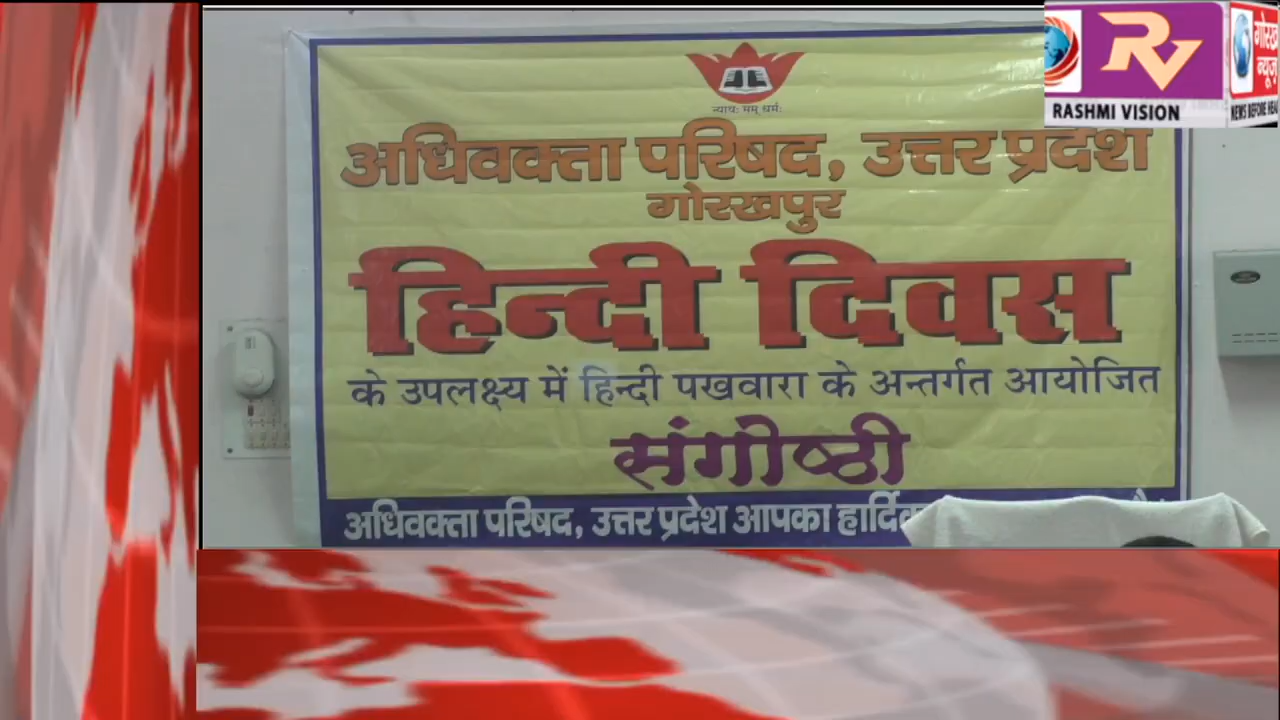 न्यायः मम् धर्मः
अधिवक्ता परिषद, उत्तर प्रदेश
गोरखपुर
हिन्दी दिवस
के उपलक्ष्य में हिन्दी पखवारा के अन्तर्गत आयोजित
संगोष्ठी
अधिवक्ता परिषद, उत्तर प्रदेश आपका
RV
RASHMI VISION
न्यूज़
NEWS BEFORE